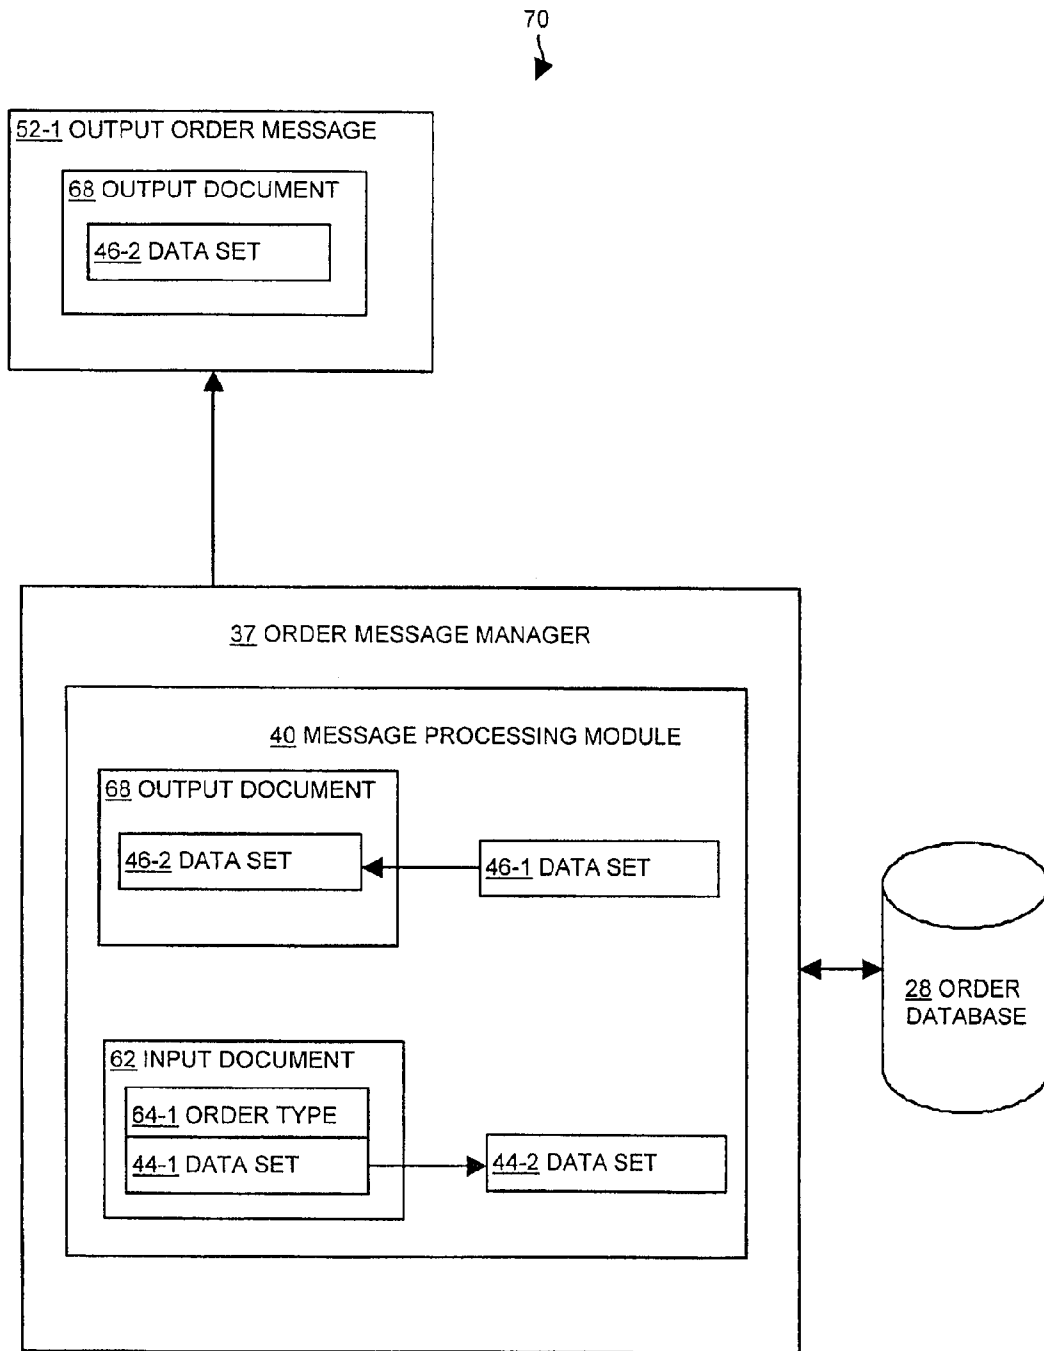 70
52-1 OUTPUT ORDER MESSAGE
68 OUTPUT DOCUMENT
46-2 DATA SET
37 ORDER MESSAGE MANAGER
40 MESSAGE PROCESSING MODULE
68 OUTPUT DOCUMENT
46-2 DATA SET
46-1 DATA SET
28 ORDER
DATABASE
62 INPUT DOCUMENT
64-1 ORDER TYPE
44-1 DATA SET
44-2 DATA SET